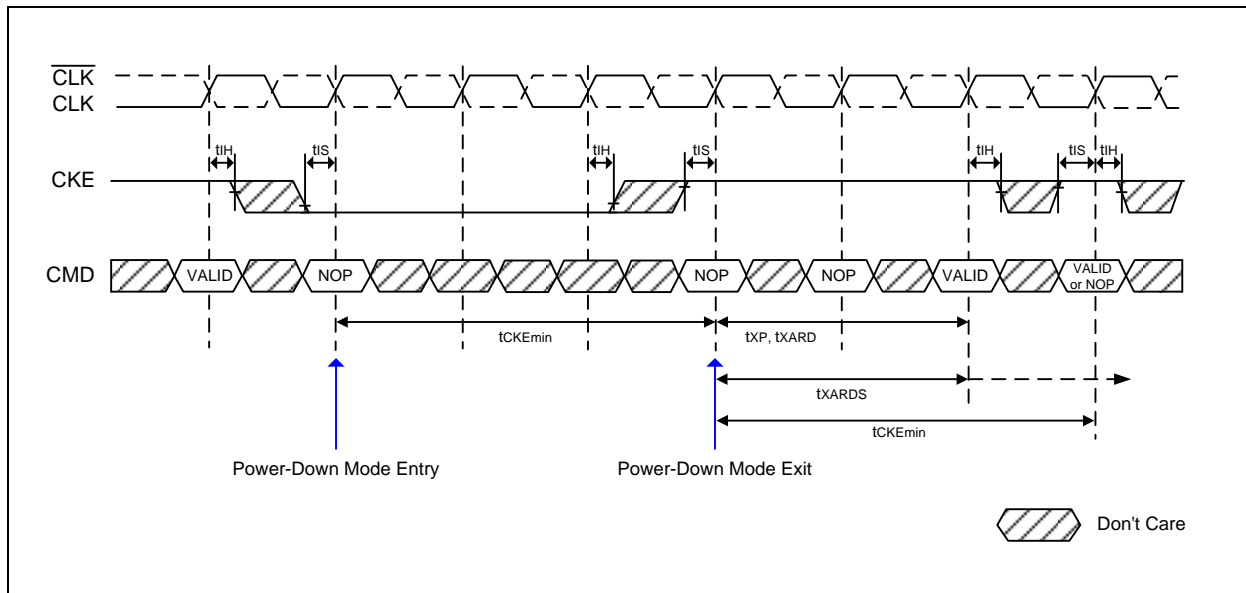 CLK
CLK
tIH tIS tIH tIS tIH tIS tIH
CKE
CMD VALID NOP NOP NOP VALID VALID or NOP
tCKEmin tXP, tXARD
tXARDS
tCKEmin
Power-Down Mode Entry Power-Down Mode Exit
Don't Care